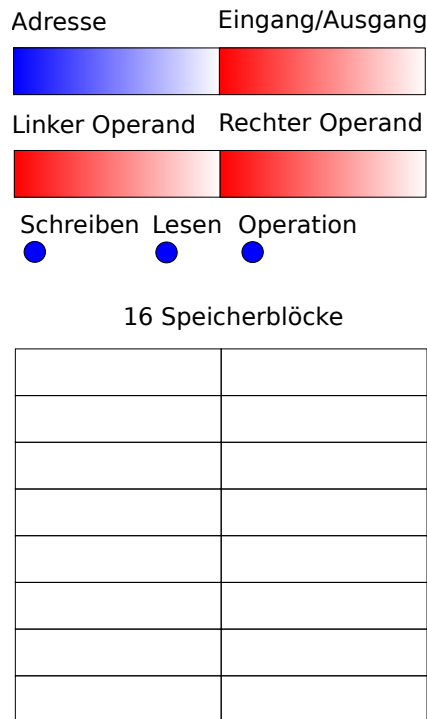 Adresse Eingang/Ausgang
Linker Operand Rechter Operand
Schreiben Lesen Operation
16 Speicherblöcke